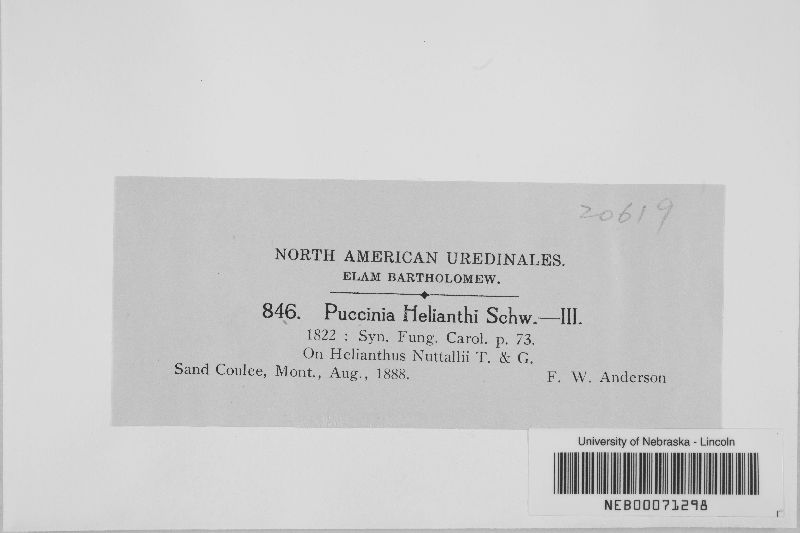 20619
NORTH AMERICAN UREDINALES.
ELAM BARTHOLOMEW.
846. Puccinia Helianthi Schw.—III.
1822 : Syn. Fung. Carol. p. 73.
On Helianthus Nuttallii T. & G.
Sand Coulee, Mont., Aug., 1888. F. W. Anderson
University of Nebraska - Lincoln
NEB00071298